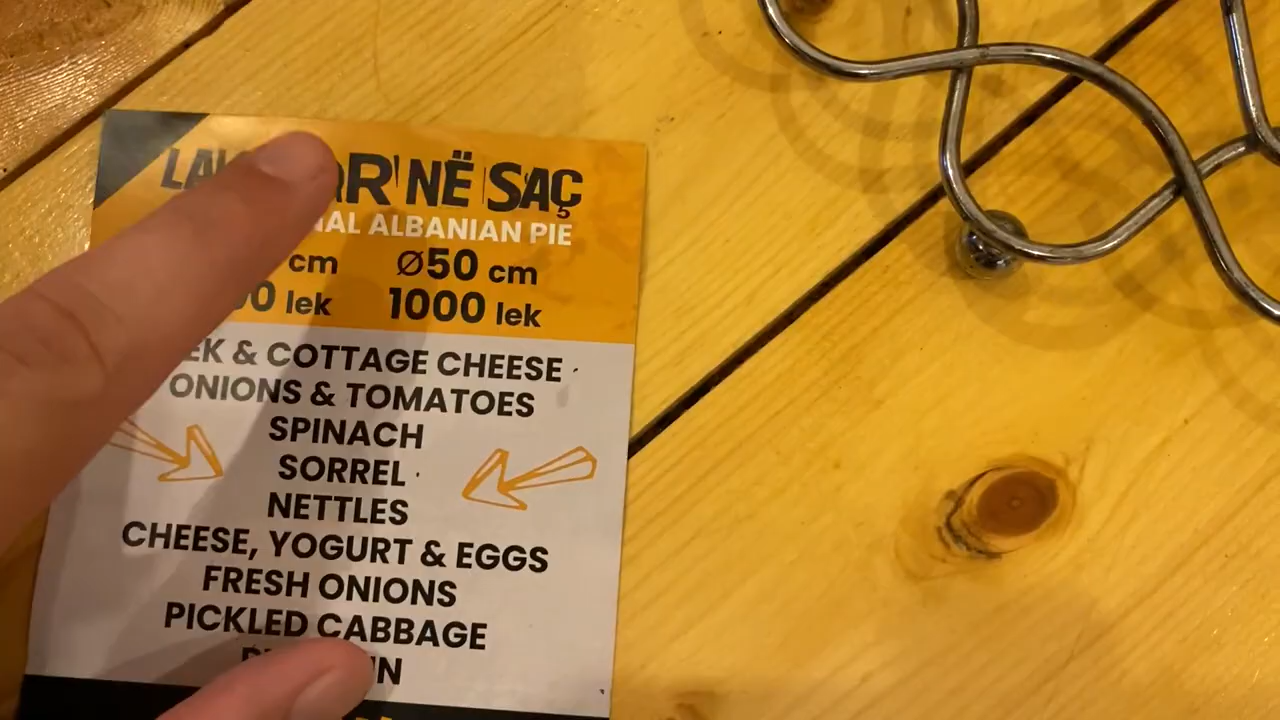 NË SAÇ
ALBANIAN PIE
cm Ø50 cm
lek 1000 lek
& COTTAGE CHEESE
ONIONS & TOMATOES
SPINACH
SORREL
NETTLES
CHEESE, YOGURT & EGGS
FRESH ONIONS
PICKLED CABBAGE